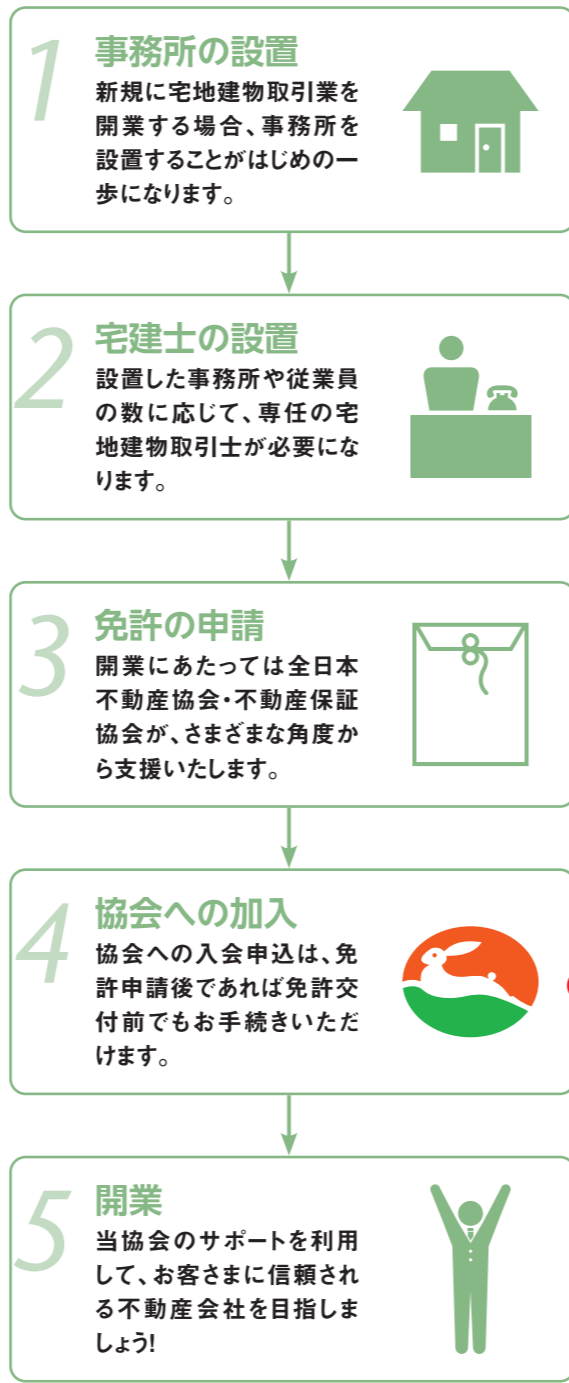 1
事務所の設置
新規に宅地建物取引業を
開業する場合、事務所を
設置することがはじめの一
歩になります。
2
宅建士の設置
設置した事務所や従業員
の数に応じて、専任の宅
地建物取引士が必要にな
ります。
3
免許の申請
開業にあたっては全日本
不動産協会・不動産保証
協会が、さまざまな角度か
ら支援いたします。
4
協会への加入
協会への入会申込は、免
許申請後であれば免許交
付前でもお手続きいただ
けます。
5
開業
当協会のサポートを利用
して、お客さまに信頼され
る不動産会社を目指しま
しょう!